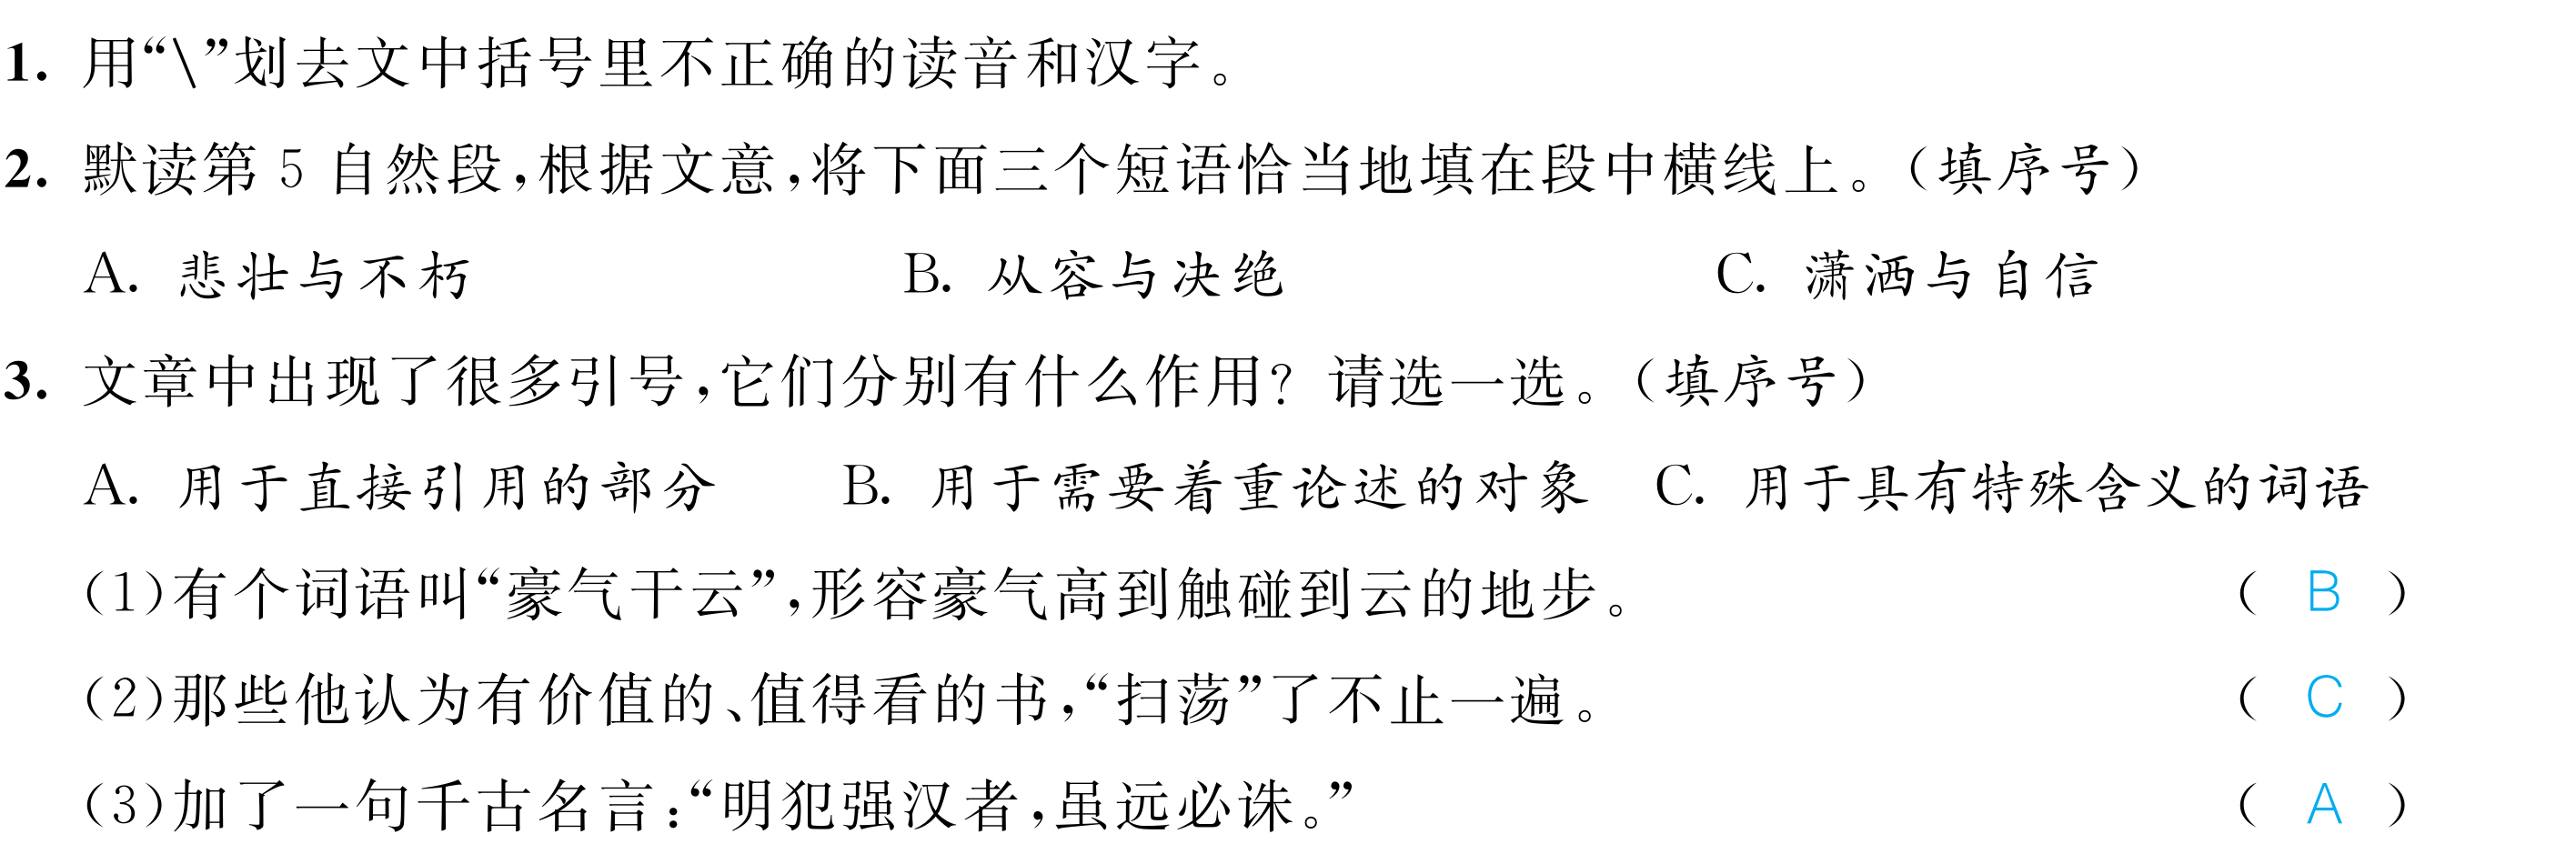 1. 用“\”划去文中括号里不正确的读音和汉字。
2. 默读第 5 自然段,根据文意,将下面三个短语恰当地填在段中横线上。(填序号)
A. 悲壮与不朽 B. 从容与决绝 C. 潇洒与自信
3. 文章中出现了很多引号,它们分别有什么作用? 请选一选。(填序号)
A. 用于直接引用的部分 B. 用于需要着重论述的对象 C. 用于具有特殊含义的词语
(1)有个词语叫“豪气干云”,形容豪气高到触碰到云的地步。 ( B )
(2)那些他认为有价值的、值得看的书,“扫荡”了不止一遍。 ( C )
(3)加了一句千古名言:“明犯强汉者,虽远必诛。” ( A )